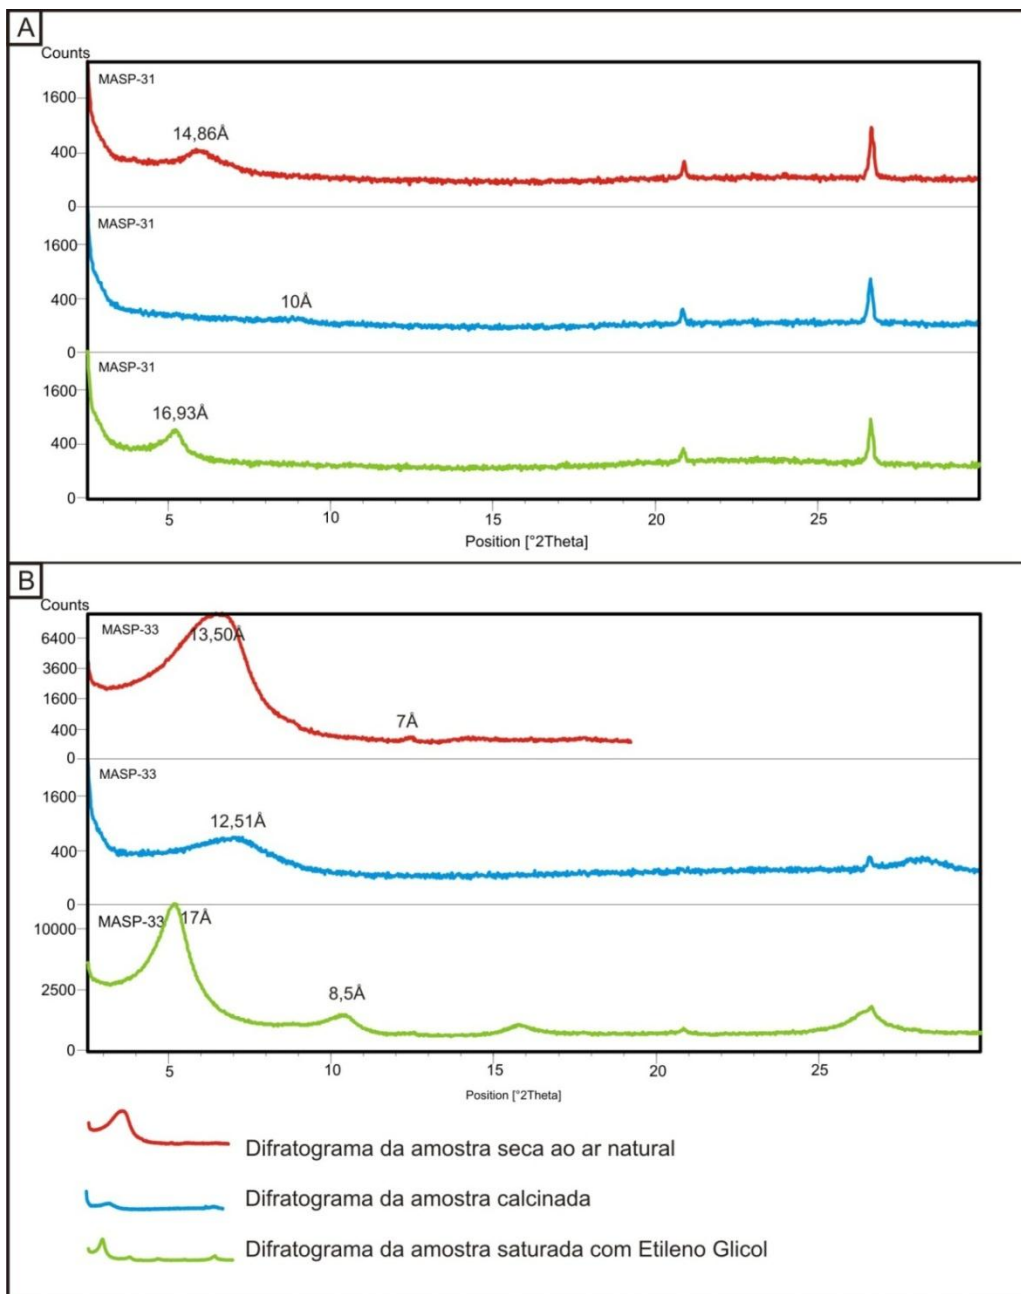 A
Counts
MASP-31
14,86Å
1600
400
0
MASP-31
1600
10Å
400
0
MASP-31
1600
16,93Å
400
0
5 10 15 20 25
Position [°2Theta]
B
Counts
MASP-33
13,50Å
6400
3600
1600
7Å
400
0
MASP-33
1600
12,51Å
400
0
MASP-33 17Å
10000
8,5Å
2500
0
5 10 15 20 25
Position [°2Theta]
Difratograma da amostra seca ao ar natural
Difratograma da amostra calcinada
Difratograma da amostra saturada com Etileno Glicol